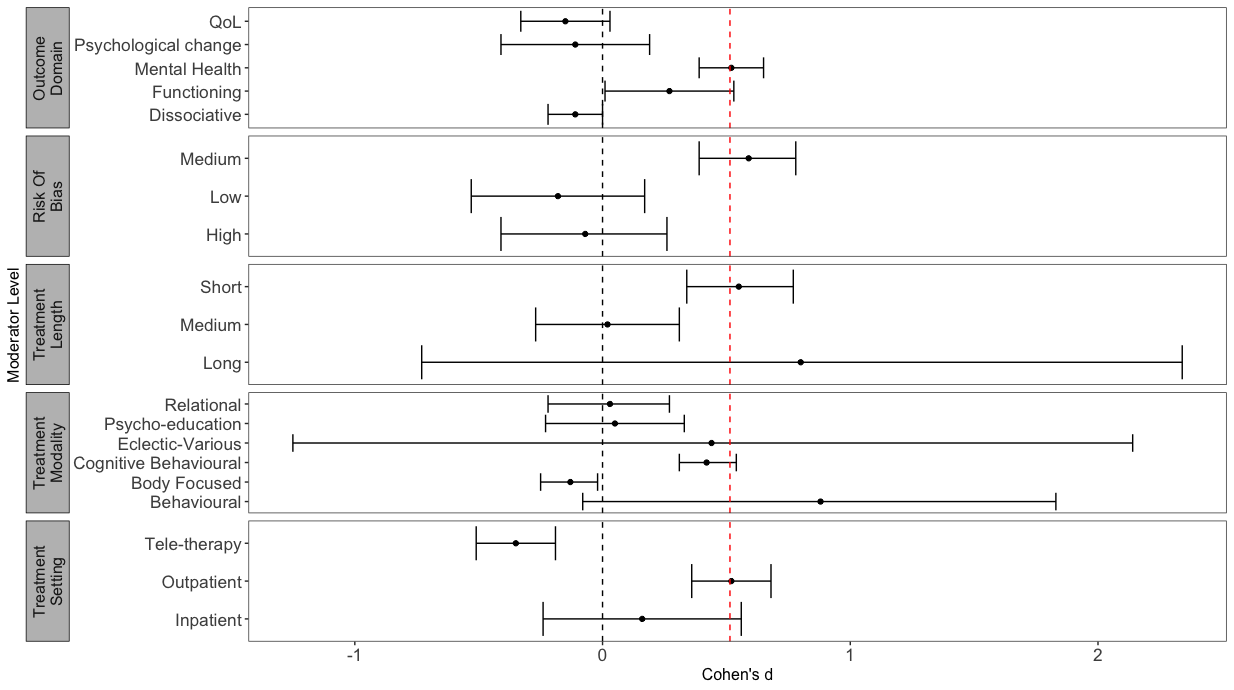 Moderator Level
Outcome
Domain
QoL
Psychological change
Mental Health
Functioning
Dissociative
Risk Of
Bias
Medium
Low
High
Treatment
Length
Short
Medium
Long
Treatment
Modality
Relational
Psycho-education
Eclectic-Various
Cognitive Behavioural
Body Focused
Behavioural
Treatment
Setting
Tele-therapy
Outpatient
Inpatient
-1 0 1 2
Cohen's d